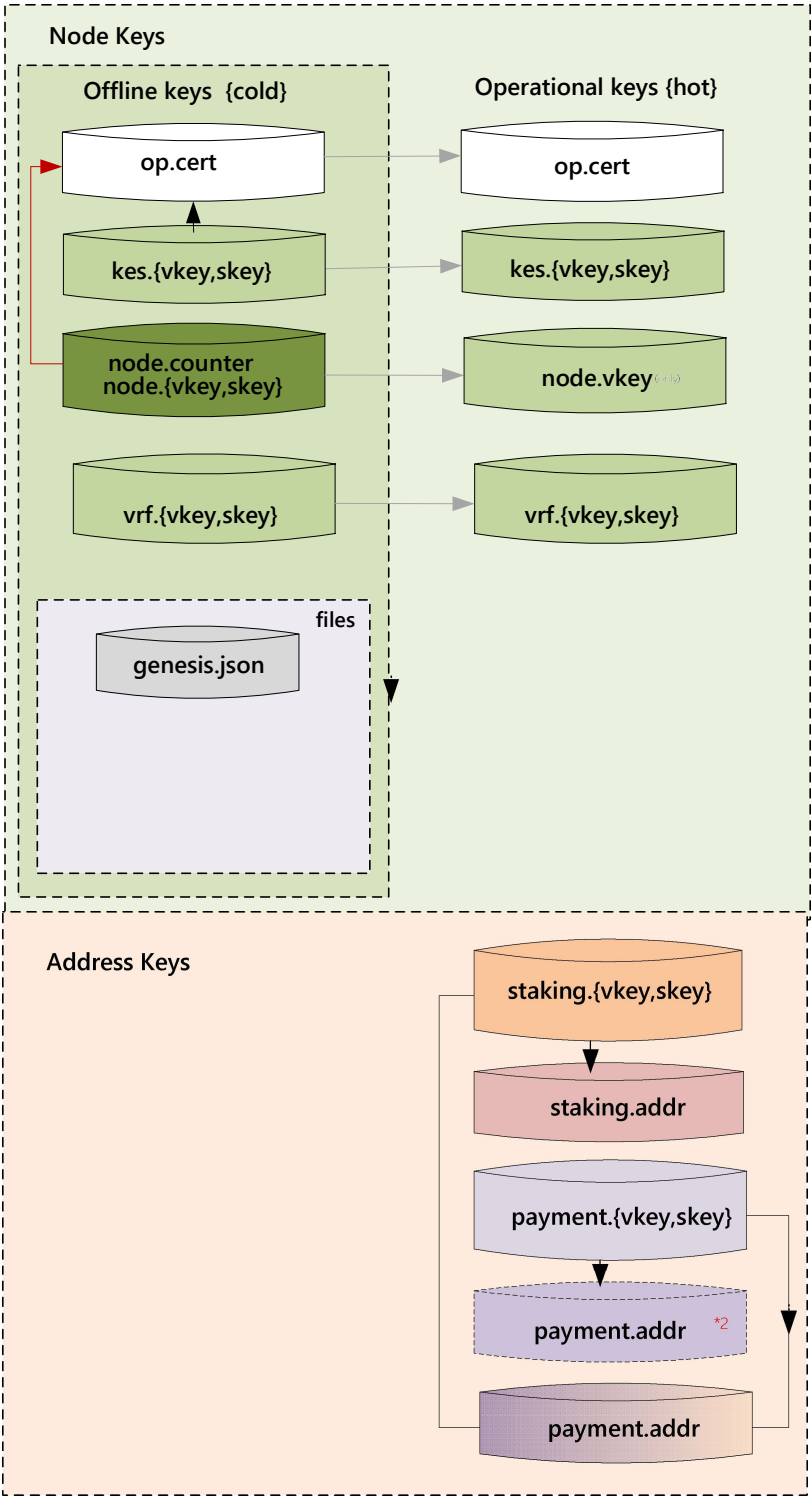 Node Keys
Offline keys {cold}
Operational keys {hot}
op.cert
op.cert
kes.{vkey,skey}
kes.{vkey,skey}
node.counter
node.{vkey,skey}
node.vkey
vrf.{vkey,skey}
vrf.{vkey,skey}
files
genesis.json
Address Keys
staking.{vkey,skey}
staking.addr
payment.{vkey,skey}
payment.addr *2
payment.addr